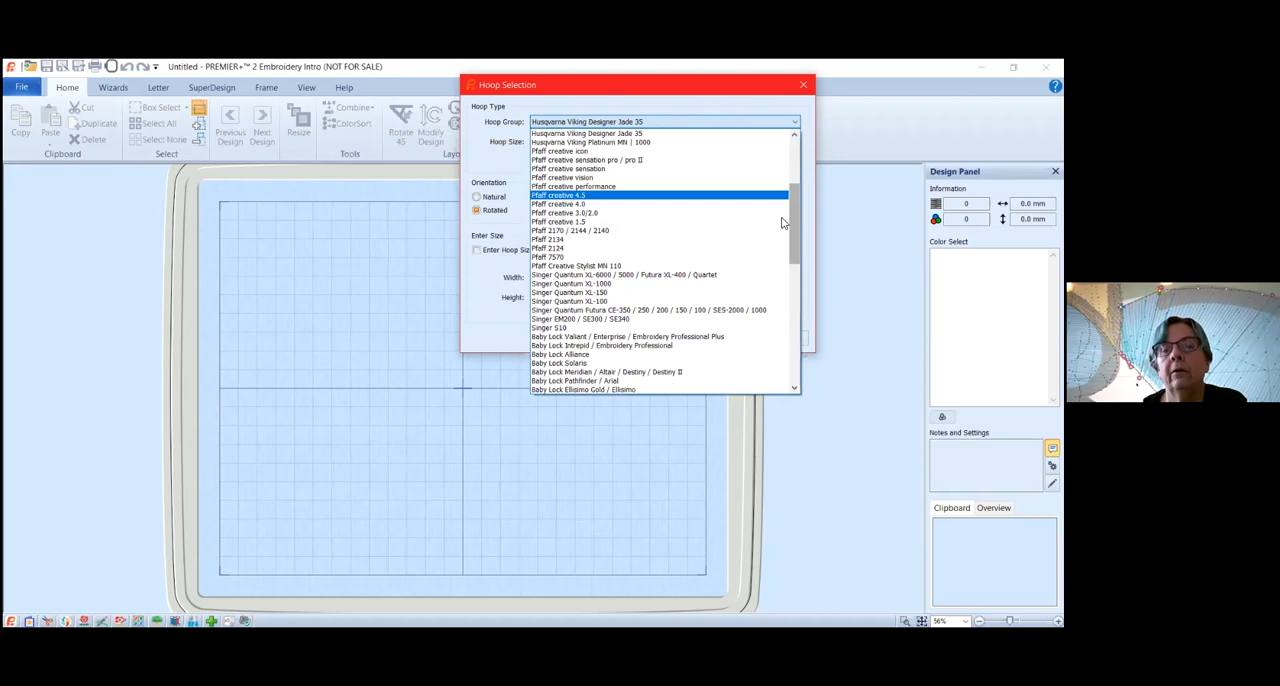 Untitled - PREMIER+™ 2 Embroidery Intro (NOT FOR SALE)
File Home Wizards Letter SuperDesign Frame View Help
Copy
Paste
Cut
Duplicate
Delete
Clipboard
Box Select
Select All
Select None
Select
Previous Design
Next Design
Resize
Combine
ColorSort
Tools
Rotate 45
Modify Design
Hoop Selection
Hoop Type
Hoop Group: Husqvarna Viking Designer Jade 35
Hoop Size:
Orientation
Natural
Rotated
Enter Size
Enter Hoop Siz
Width:
Height:
Husqvarna Viking Designer Jade 35
Husqvarna Viking Platinum MN | 1000
Pfaff creative icon
Pfaff creative sensation pro / pro II
Pfaff creative sensation
Pfaff creative vision
Pfaff creative performance
Pfaff creative 4.5
Pfaff creative 4.0
Pfaff creative 3.0/2.0
Pfaff creative 1.5
Pfaff 2170 / 2144 / 2140
Pfaff 2134
Pfaff 2124
Pfaff 7570
Pfaff Creative Stylist MN 110
Singer Quantum XL-6000 / 5000 / Futura XL-400 / Quartet
Singer Quantum XL-1000
Singer Quantum XL-150
Singer Quantum XL-100
Singer Quantum Futura CE-350 / 250 / 200 / 150 / 100 / SES-2000 / 1000
Singer EM200 / SE300 / SE340
Singer S10
Baby Lock Valiant / Enterprise / Embroidery Professional Plus
Baby Lock Intrepid / Embroidery Professional
Baby Lock Alliance
Baby Lock Solaris
Baby Lock Meridian / Altair / Destiny / Destiny II
Baby Lock Pathfinder / Arial
Baby Lock Ellisimo Gold / Ellisimo
Design Panel
Information
0 0.0 mm
0 0.0 mm
Color Select
Notes and Settings
Clipboard Overview
56%